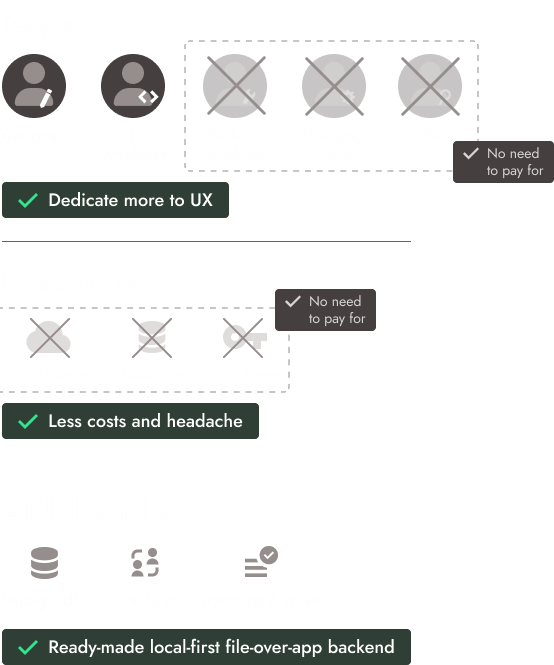 No need
to pay for
Dedicate more to UX
No need
to pay for
Less costs and headache
Ready-made local-first file-over-app backend